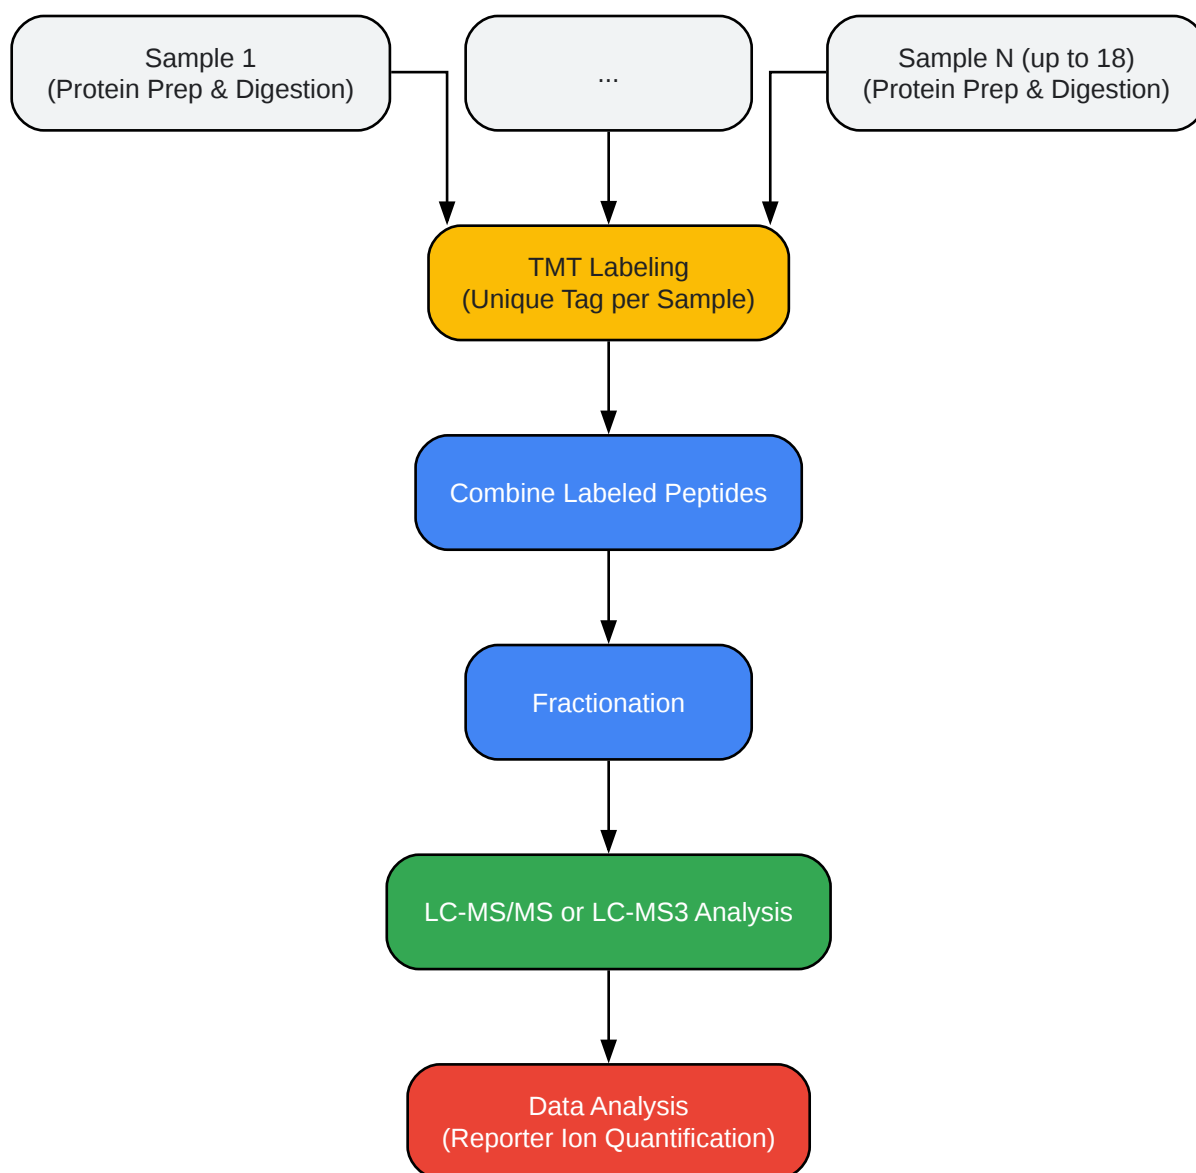 Sample 1
(Protein Prep & Digestion)
...
Sample N (up to 18)
(Protein Prep & Digestion)
TMT Labeling
(Unique Tag per Sample)
Combine Labeled Peptides
Fractionation
LC-MS/MS or LC-MS3 Analysis
Data Analysis
(Reporter Ion Quantification)